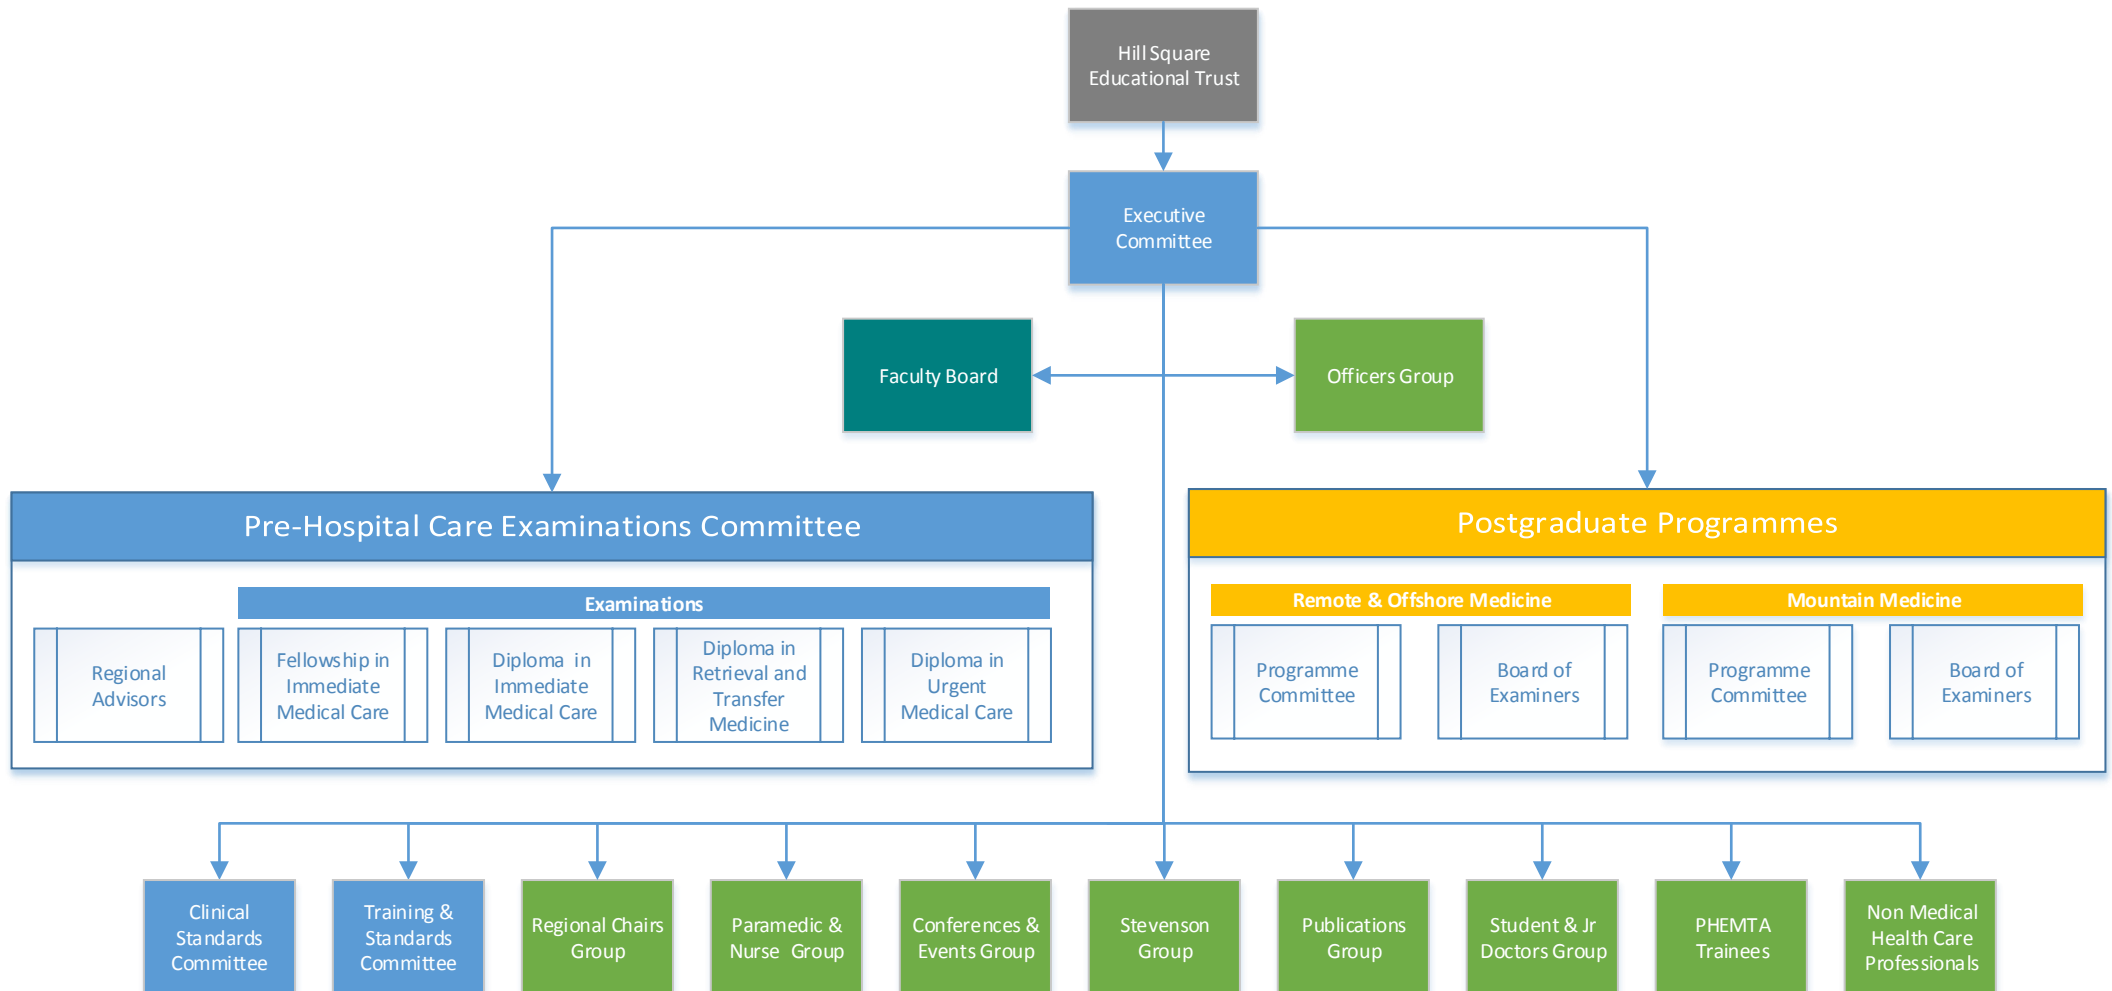 Hill Square
Educational Trust
Executive
Committee
Faculty Board
Officers Group
Pre-Hospital Care Examinations Committee
Examinations
Regional
Advisors
Fellowship in
Immediate
Medical Care
Diploma in
Immediate
Medical Care
Diploma in
Retrieval and
Transfer
Medicine
Diploma in
Urgent
Medical Care
Postgraduate Programmes
Remote & Offshore Medicine
Programme
Committee
Board of
Examiners
Mountain Medicine
Programme
Committee
Board of
Examiners
Clinical
Standards
Committee
Training &
Standards
Committee
Regional Chairs
Group
Paramedic &
Nurse Group
Conferences &
Events Group
Stevenson
Group
Publications
Group
Student & Jr
Doctors Group
PHEMTA
Trainees
Non Medical
Health Care
Professionals